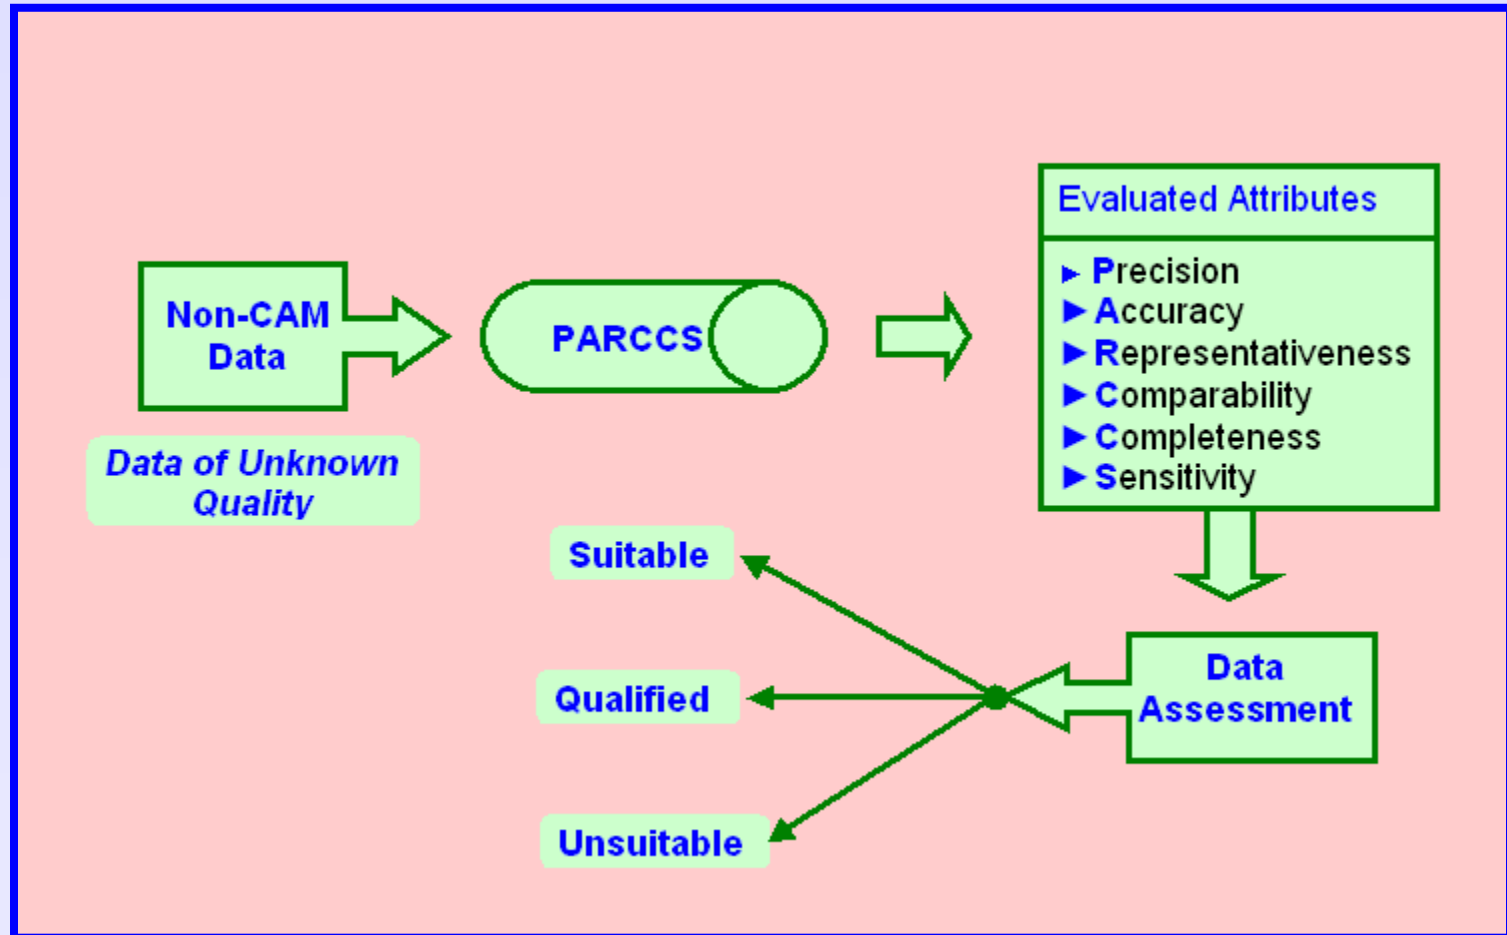 Non-CAM
Data
Data of Unknown
Quality
PARCCS
Evaluated Attributes
► Precision
► Accuracy
► Representativeness
► Comparability
► Completeness
► Sensitivity
Data
Assessment
Suitable
Qualified
Unsuitable